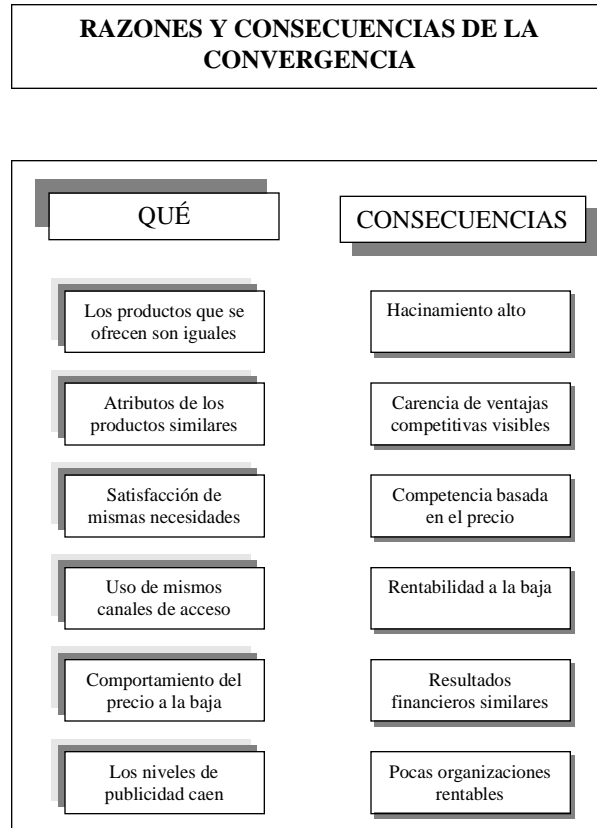 RAZONES Y CONSECUENCIAS DE LA
CONVERGENCIA
QUÉ
CONSECUENCIAS
Los productos que se
ofrecen son iguales
Hacinamiento alto
Atributos de los
productos similares
Carencia de ventajas
competitivas visibles
Satisfacción de
mismas necesidades
Competencia basada
en el precio
Uso de mismos
canales de acceso
Rentabilidad a la baja
Comportamiento del
precio a la baja
Resultados
financieros similares
Los niveles de
publicidad caen
Pocas organizaciones
rentables